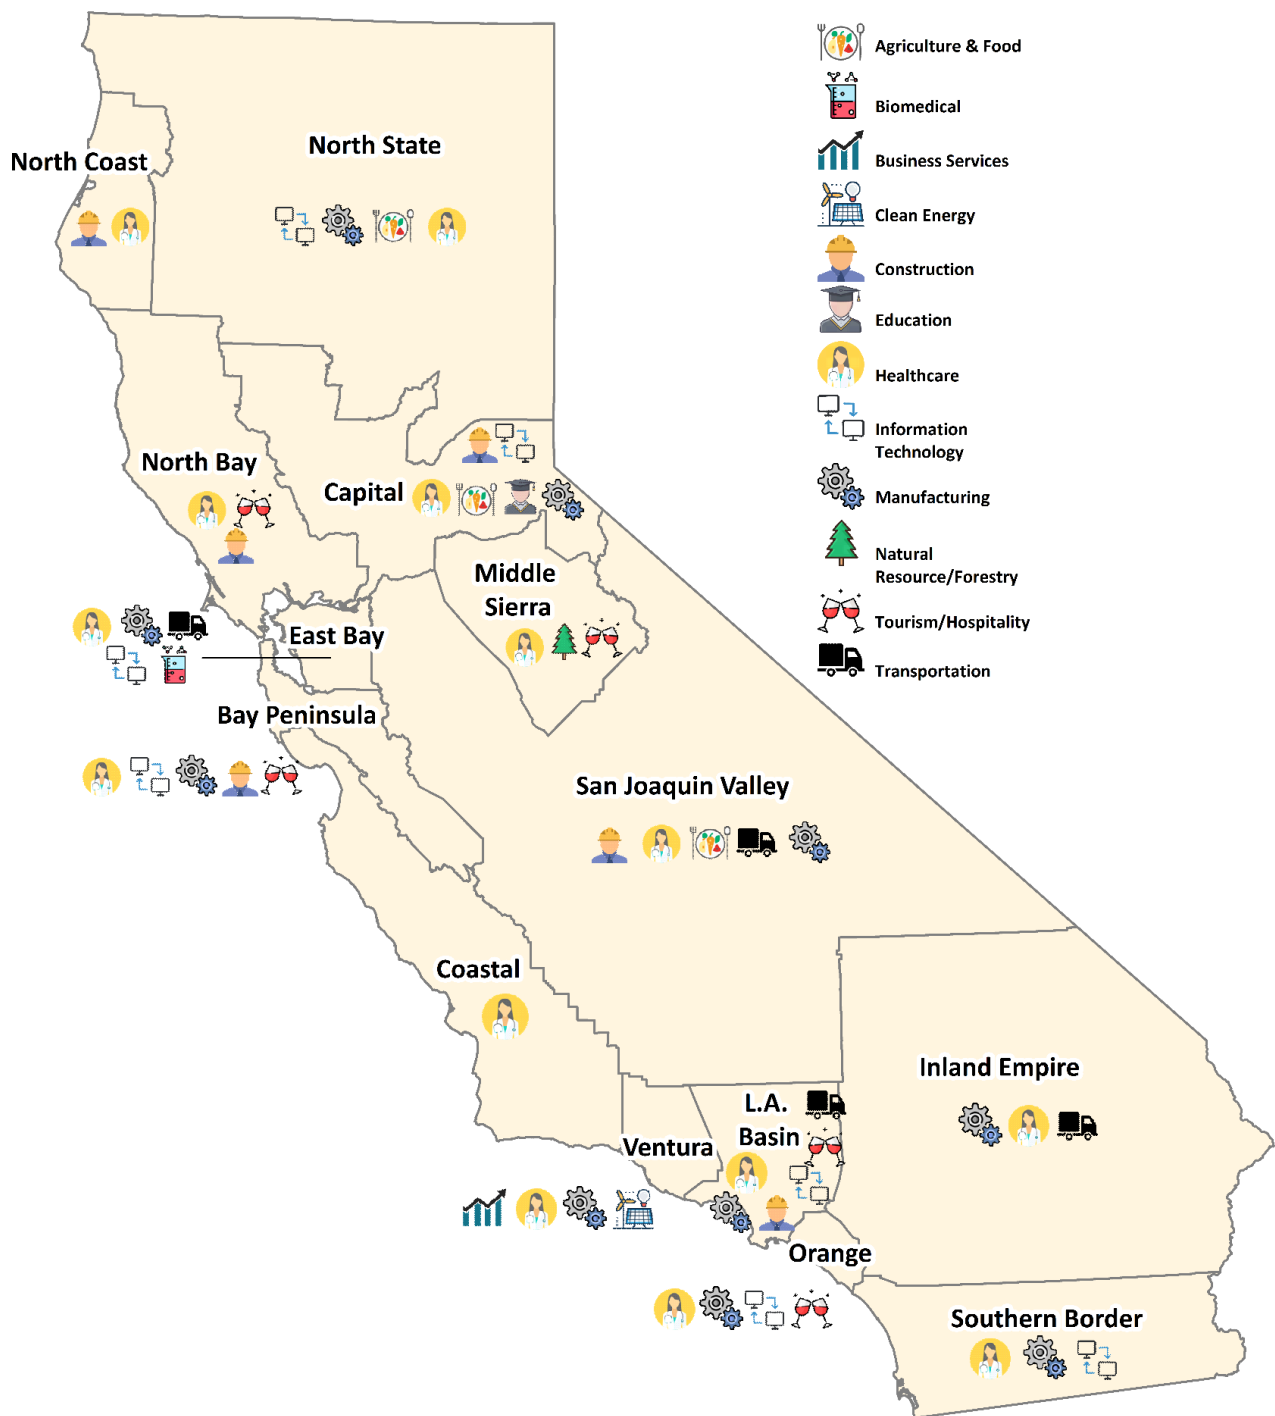 North Coast
North State
North Bay
Capital
Middle
Sierra
East Bay
Bay Peninsula
San Joaquin Valley
Coastal
Inland Empire
L.A.
Basin
Ventura
Orange
Southern Border
Agriculture & Food
Biomedical
Business Services
Clean Energy
Construction
Education
Healthcare
Information
Technology
Manufacturing
Natural
Resource/Forestry
Tourism/Hospitality
Transportation